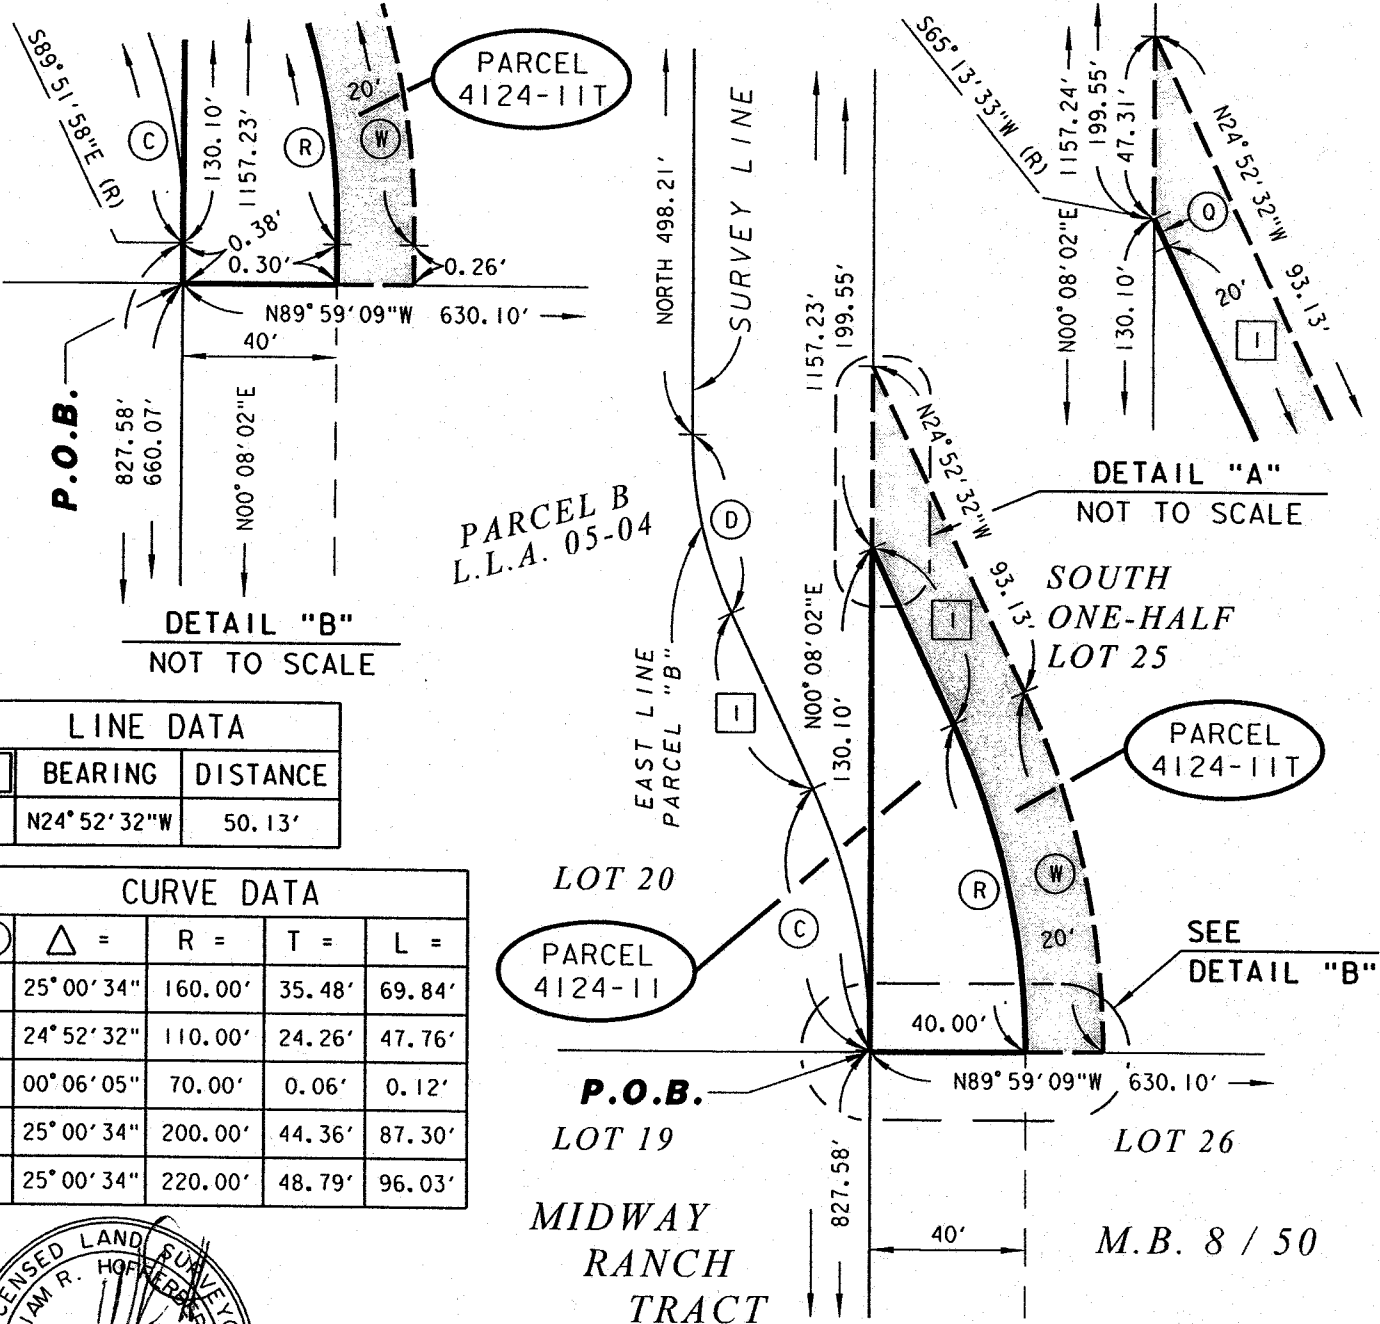 S89°51'58"E (R)
C
130.10'
1157.23'
R
20'
W
PARCEL
4124-11T
0.38'
0.30'
0.26'
N89°59'09"W 630.10'
40'
P.O.B.
827.58'
660.07'
N00°08'02"E
DETAIL "B"
NOT TO SCALE
NORTH 498.21'
SURVEY LINE
1157.23'
199.55'
S65°13'33"W (R)
1157.24'
199.55'
47.31'
N24°52'32"W 93.13'
Q
N00°08'02"E
130.10'
20'
1
DETAIL "A"
NOT TO SCALE
PARCEL B
L.L.A. 05-04
D
N24°52'32"W 93.13'
SOUTH
ONE-HALF
LOT 25
1
1
EAST LINE
PARCEL "B"
N00°08'02"E
130.10'
PARCEL
4124-11T
LOT 20
C
R
W
20'
PARCEL
4124-11
SEE
DETAIL "B"
40.00'
P.O.B.
N89°59'09"W 630.10'
LOT 19
LOT 26
827.58'
40'
MIDWAY
RANCH
TRACT
M.B. 8 / 50
LINE DATA
BEARING DISTANCE
N24°52'32"W 50.13'
CURVE DATA
△ = R = T = L =
25°00'34" 160.00' 35.48' 69.84'
24°52'32" 110.00' 24.26' 47.76'
00°06'05" 70.00' 0.06' 0.12'
25°00'34" 200.00' 44.36' 87.30'
25°00'34" 220.00' 48.79' 96.03'
CENSED LAND SURVEYO
IAM R.